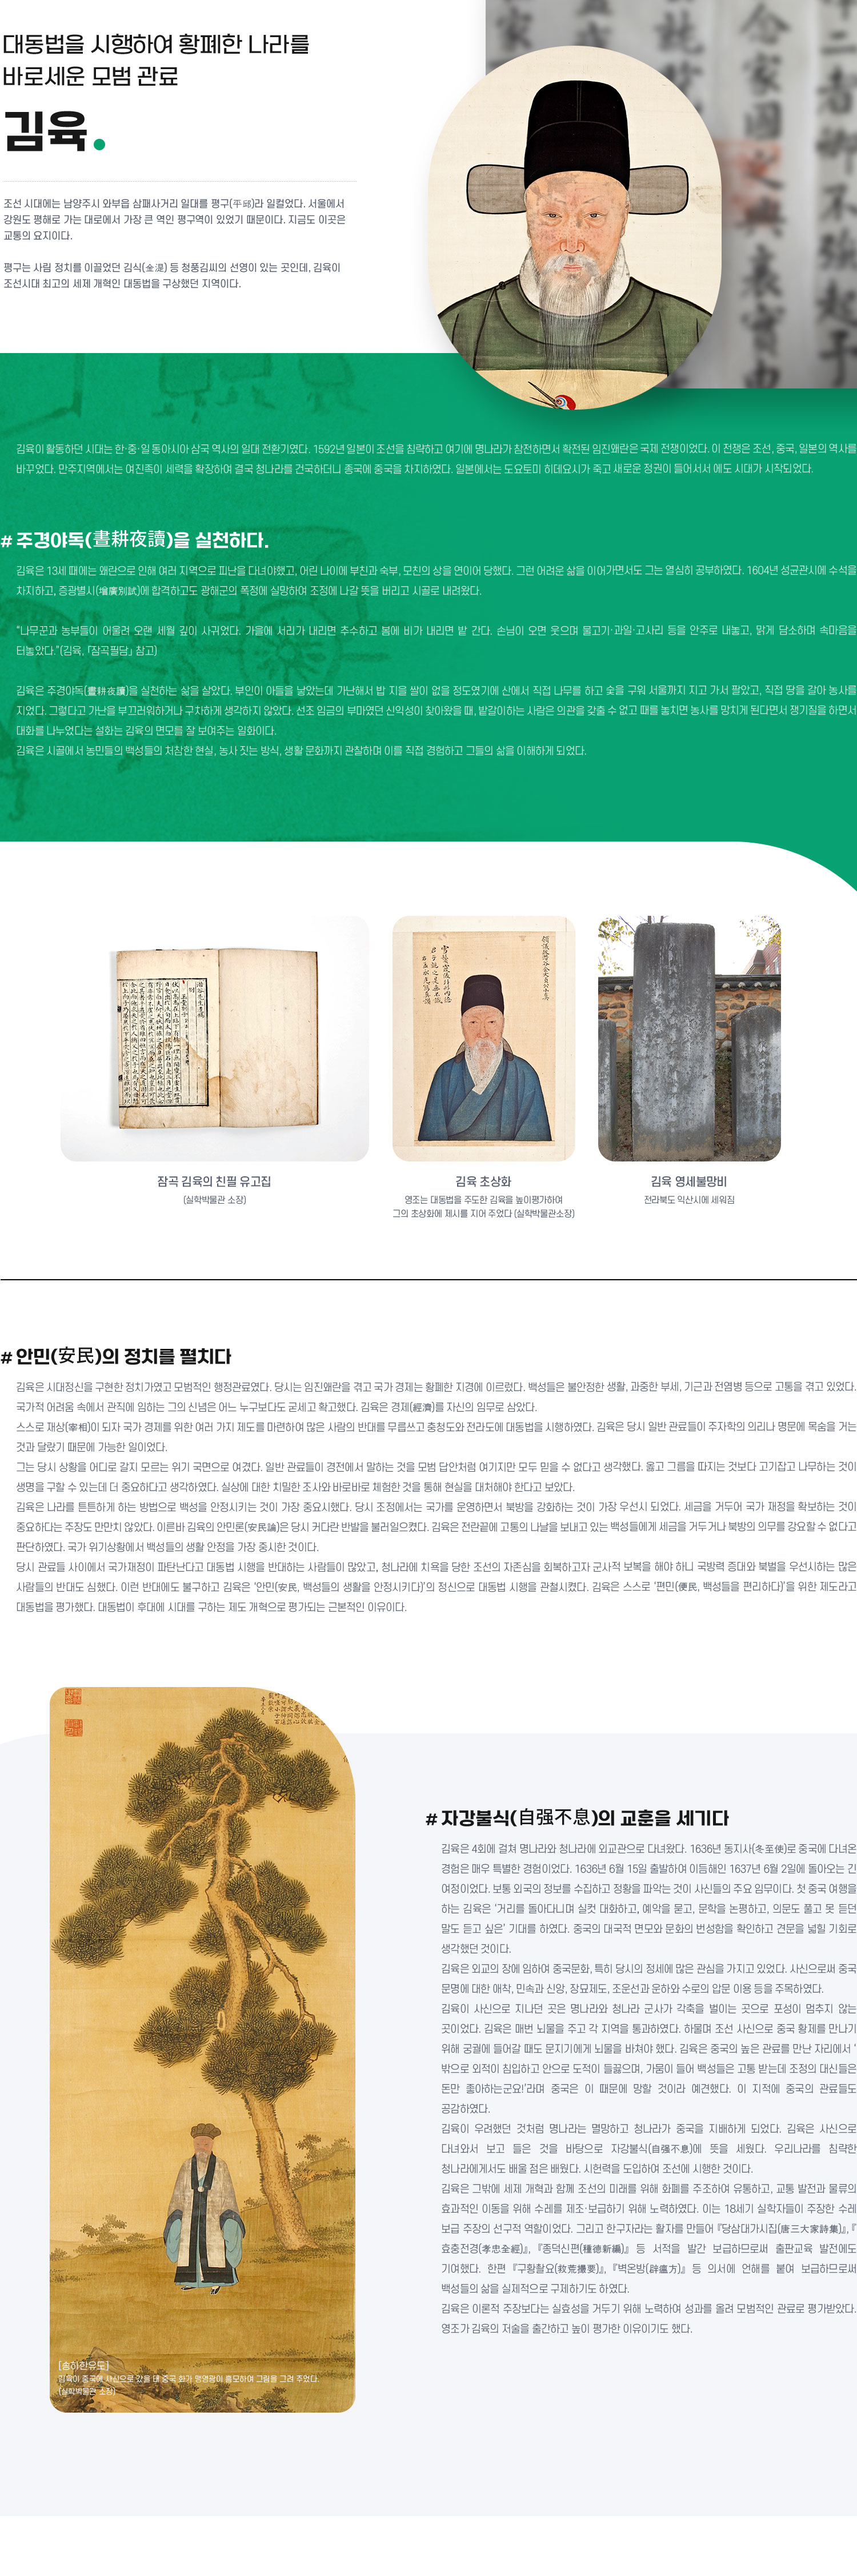 대동법을 시행하여 황폐한 나라를
바로세운 모범 관료
김육.
조선 시대에는 남양주시 와부읍 삼패사거리 일대를 평구(平邱)라 일컬었다. 서울에서
강원도 평해로 가는 대로에서 가장 큰 역인 평구역이 있었기 때문이다. 지금도 이곳은
교통의 요지이다.
평구는 사림 정치를 이끌었던 김식(金湜) 등 청풍김씨의 선영이 있는 곳인데, 김육이
조선시대 최고의 세제 개혁인 대동법을 구상했던 지역이다.
김육이 활동하던 시대는 한·중·일 동아시아 삼국 역사의 일대 전환기였다. 1592년 일본이 조선을 침략하고 여기에 명나라가 참전하면서 확전된 임진왜란은 국제 전쟁이었다. 이 전쟁은 조선, 중국, 일본의 역사를
바꾸었다. 만주지역에서는 여진족이 세력을 확장하여 결국 청나라를 건국하더니 종국에 중국을 차지하였다. 일본에서는 도요토미 히데요시가 죽고 새로운 정권이 들어서서 에도 시대가 시작되었다.
# 주경야독(晝耕夜讀)을 실천하다.
김육은 13세 때에는 왜란으로 인해 여러 지역으로 피난을 다녀야했고, 어린 나이에 부친과 숙부, 모친의 상을 연이어 당했다. 그런 어려운 삶을 이어가면서도 그는 열심히 공부하였다. 1604년 성균관시에 수석을
차지하고, 증광별시(增廣別試)에 합격하고도 광해군의 폭정에 실망하여 조정에 나갈 뜻을 버리고 시골로 내려왔다.
“나무꾼과 농부들이 어울려 오랜 세월 깊이 사귀었다. 가을에 서리가 내리면 추수하고 봄에 비가 내리면 밭 간다. 손님이 오면 웃으며 물고기·과일·고사리 등을 안주로 내놓고, 맑게 담소하며 속마음을
터놓았다.”(김육, 「잠곡필담」 참고)
김육은 주경야독(晝耕夜讀)을 실천하는 삶을 살았다. 부인이 아들을 낳았는데 가난해서 밥 지을 쌀이 없을 정도였기에 산에서 직접 나무를 하고 숯을 구워 서울까지 지고 가서 팔았고, 직접 땅을 갈아 농사를
지었다. 그렇다고 가난을 부끄러워하거나 구차하게 생각하지 않았다. 선조 임금의 부마였던 신익성이 찾아왔을 때, 밭갈이하는 사람은 의관을 갖출 수 없고 때를 놓치면 농사를 망치게 된다면서 쟁기질을 하면서
대화를 나누었다는 설화는 김육의 면모를 잘 보여주는 일화이다.
김육은 시골에서 농민들의 백성들의 처참한 현실, 농사 짓는 방식, 생활 문화까지 관찰하며 이를 직접 경험하고 그들의 삶을 이해하게 되었다.
잠곡 김육의 친필 유고집
(실학박물관 소장)
김육 초상화
영조는 대동법을 주도한 김육을 높이평가하여
그의 초상화에 제시를 지어 주었다 (실학박물관소장)
김육 영세불망비
전라북도 익산시에 세워짐
# 안민(安民)의 정치를 펼치다
김육은 시대정신을 구현한 정치가였고 모범적인 행정관료였다. 당시는 임진왜란을 겪고 국가 경제는 황폐한 지경에 이르렀다. 백성들은 불안정한 생활, 과중한 부세, 기근과 전염병 등으로 고통을 겪고 있었다.
국가적 어려움 속에서 관직에 임하는 그의 신념은 어느 누구보다도 굳세고 확고했다. 김육은 경제(經濟)를 자신의 임무로 삼았다.
스스로 재상(宰相)이 되자 국가 경제를 위한 여러 가지 제도를 마련하여 많은 사람의 반대를 무릅쓰고 충청도와 전라도에 대동법을 시행하였다. 김육은 당시 일반 관료들이 주자학의 의리나 명문에 목숨을 거는
것과 달랐기 때문에 가능한 일이었다.
그는 당시 상황을 어디로 갈지 모르는 위기 국면으로 여겼다. 일반 관료들이 경전에서 말하는 것을 모범 답안처럼 여기지만 모두 믿을 수 없다고 생각했다. 옳고 그름을 따지는 것보다 고기잡고 나무하는 것이
생명을 구할 수 있는데 더 중요하다고 생각하였다. 실상에 대한 치밀한 조사와 바로바로 체험한 것을 통해 현실을 대처해야 한다고 보았다.
김육은 나라를 튼튼하게 하는 방법으로 백성을 안정시키는 것이 가장 중요시했다. 당시 조정에서는 국가를 운영하면서 북방을 강화하는 것이 가장 우선시 되었다. 세금을 거두어 국가 재정을 확보하는 것이
중요하다는 주장도 만만치 않았다. 이른바 김육의 안민론(安民論)은 당시 커다란 반발을 불러일으켰다. 김육은 전란끝에 고통의 나날을 보내고 있는 백성들에게 세금을 거두거나 북방의 의무를 강요할 수 없다고
판단하였다. 국가 위기상황에서 백성들의 생활 안정을 가장 중시한 것이다.
당시 관료들 사이에서 국가재정이 파탄난다고 대동법 시행을 반대하는 사람들이 많았고, 청나라에 치욕을 당한 조선의 자존심을 회복하고자 군사적 보복을 해야 하니 국방력 증대와 북벌을 우선시하는 많은
사람들의 반대도 심했다. 이런 반대에도 불구하고 김육은 ‘안민(安民, 백성들의 생활을 안정시키다)’의 정신으로 대동법 시행을 관철시켰다. 김육은 스스로 ‘편민(便民, 백성들을 편리하다)’을 위한 제도라고
대동법을 평가했다. 대동법이 후대에 시대를 구하는 제도 개혁으로 평가되는 근본적인 이유이다.
# 자강불식(自强不息)의 교훈을 세기다
김육은 4회에 걸쳐 명나라와 청나라에 외교관으로 다녀왔다. 1636년 동지사(冬至使)로 중국에 다녀온
경험은 매우 특별한 경험이었다. 1636년 6월 15일 출발하여 이듬해인 1637년 6월 2일에 돌아오는 긴
여정이었다. 보통 외국의 정보를 수집하고 정황을 파악는 것이 사신들의 주요 임무이다. 첫 중국 여행을
하는 김육은 ‘거리를 돌아다니며 실컷 대화하고, 예악을 묻고, 문학을 논평하고, 의문도 풀고 못 듣던
말도 듣고 싶은’ 기대를 하였다. 중국의 대국적 면모와 문화의 번성함을 확인하고 견문을 넓힐 기회로
생각했던 것이다.
김육은 외교의 장에 임하여 중국문화, 특히 당시의 정세에 많은 관심을 가지고 있었다. 사신으로써 중국
문명에 대한 애착, 민속과 신앙, 장묘제도, 조운선과 운하와 수로의 압문 이용 등을 주목하였다.
김육이 사신으로 지나던 곳은 명나라와 청나라 군사가 각축을 벌이는 곳으로 포성이 멈추지 않는
곳이었다. 김육은 매번 뇌물을 주고 각 지역을 통과하였다. 하물며 조선 사신으로 중국 황제를 만나기
위해 궁궐에 들어갈 때도 문지기에게 뇌물을 바쳐야 했다. 김육은 중국의 높은 관료를 만난 자리에서 ‘
밖으로 외적이 침입하고 안으로 도적이 들끓으며, 가뭄이 들어 백성들은 고통 받는데 조정의 대신들은
돈만 좋아하는군요!’라며 중국은 이 때문에 망할 것이라 예견했다. 이 지적에 중국의 관료들도
공감하였다.
김육이 우려했던 것처럼 명나라는 멸망하고 청나라가 중국을 지배하게 되었다. 김육은 사신으로
다녀와서 보고 들은 것을 바탕으로 자강불식(自强不息)에 뜻을 세웠다. 우리나라를 침략한
청나라에게서도 배울 점은 배웠다. 시헌력을 도입하여 조선에 시행한 것이다.
김육은 그밖에 세제 개혁과 함께 조선의 미래를 위해 화폐를 주조하여 유통하고, 교통 발전과 물류의
효과적인 이동을 위해 수레를 제조·보급하기 위해 노력하였다. 이는 18세기 실학자들이 주장한 수레
보급 주장의 선구적 역할이었다. 그리고 한구자라는 활자를 만들어 『당삼대가시집(唐三大家詩集)』, 『
효충전경(孝忠全經)』, 『종덕신편(種德新編)』 등 서적을 발간 보급하므로써 출판교육 발전에도
기여했다. 한편 『구황촬요(救荒撮要)』, 『벽온방(辟瘟方)』 등 의서에 언해를 붙여 보급하므로써
백성들의 삶을 실제적으로 구제하기도 하였다.
김육은 이론적 주장보다는 실효성을 거두기 위해 노력하여 성과를 올려 모범적인 관료로 평가받았다.
영조가 김육의 저술을 출간하고 높이 평가한 이유이기도 했다.
[송하한유도]
김육이 중국에 사신으로 갔을 때 중국 화가 맹영광이 흠모하여 그림을 그려 주었다.
(실학박물관 소장)